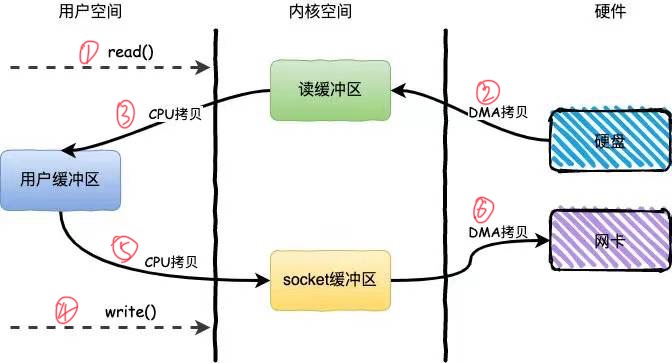 用户空间 内核空间 硬件
① read()
读缓冲区
②
③ CPU拷贝
DMA拷贝
硬盘
用户缓冲区
⑥
DMA拷贝
网卡
⑤ CPU拷贝
socket缓冲区
④ write()